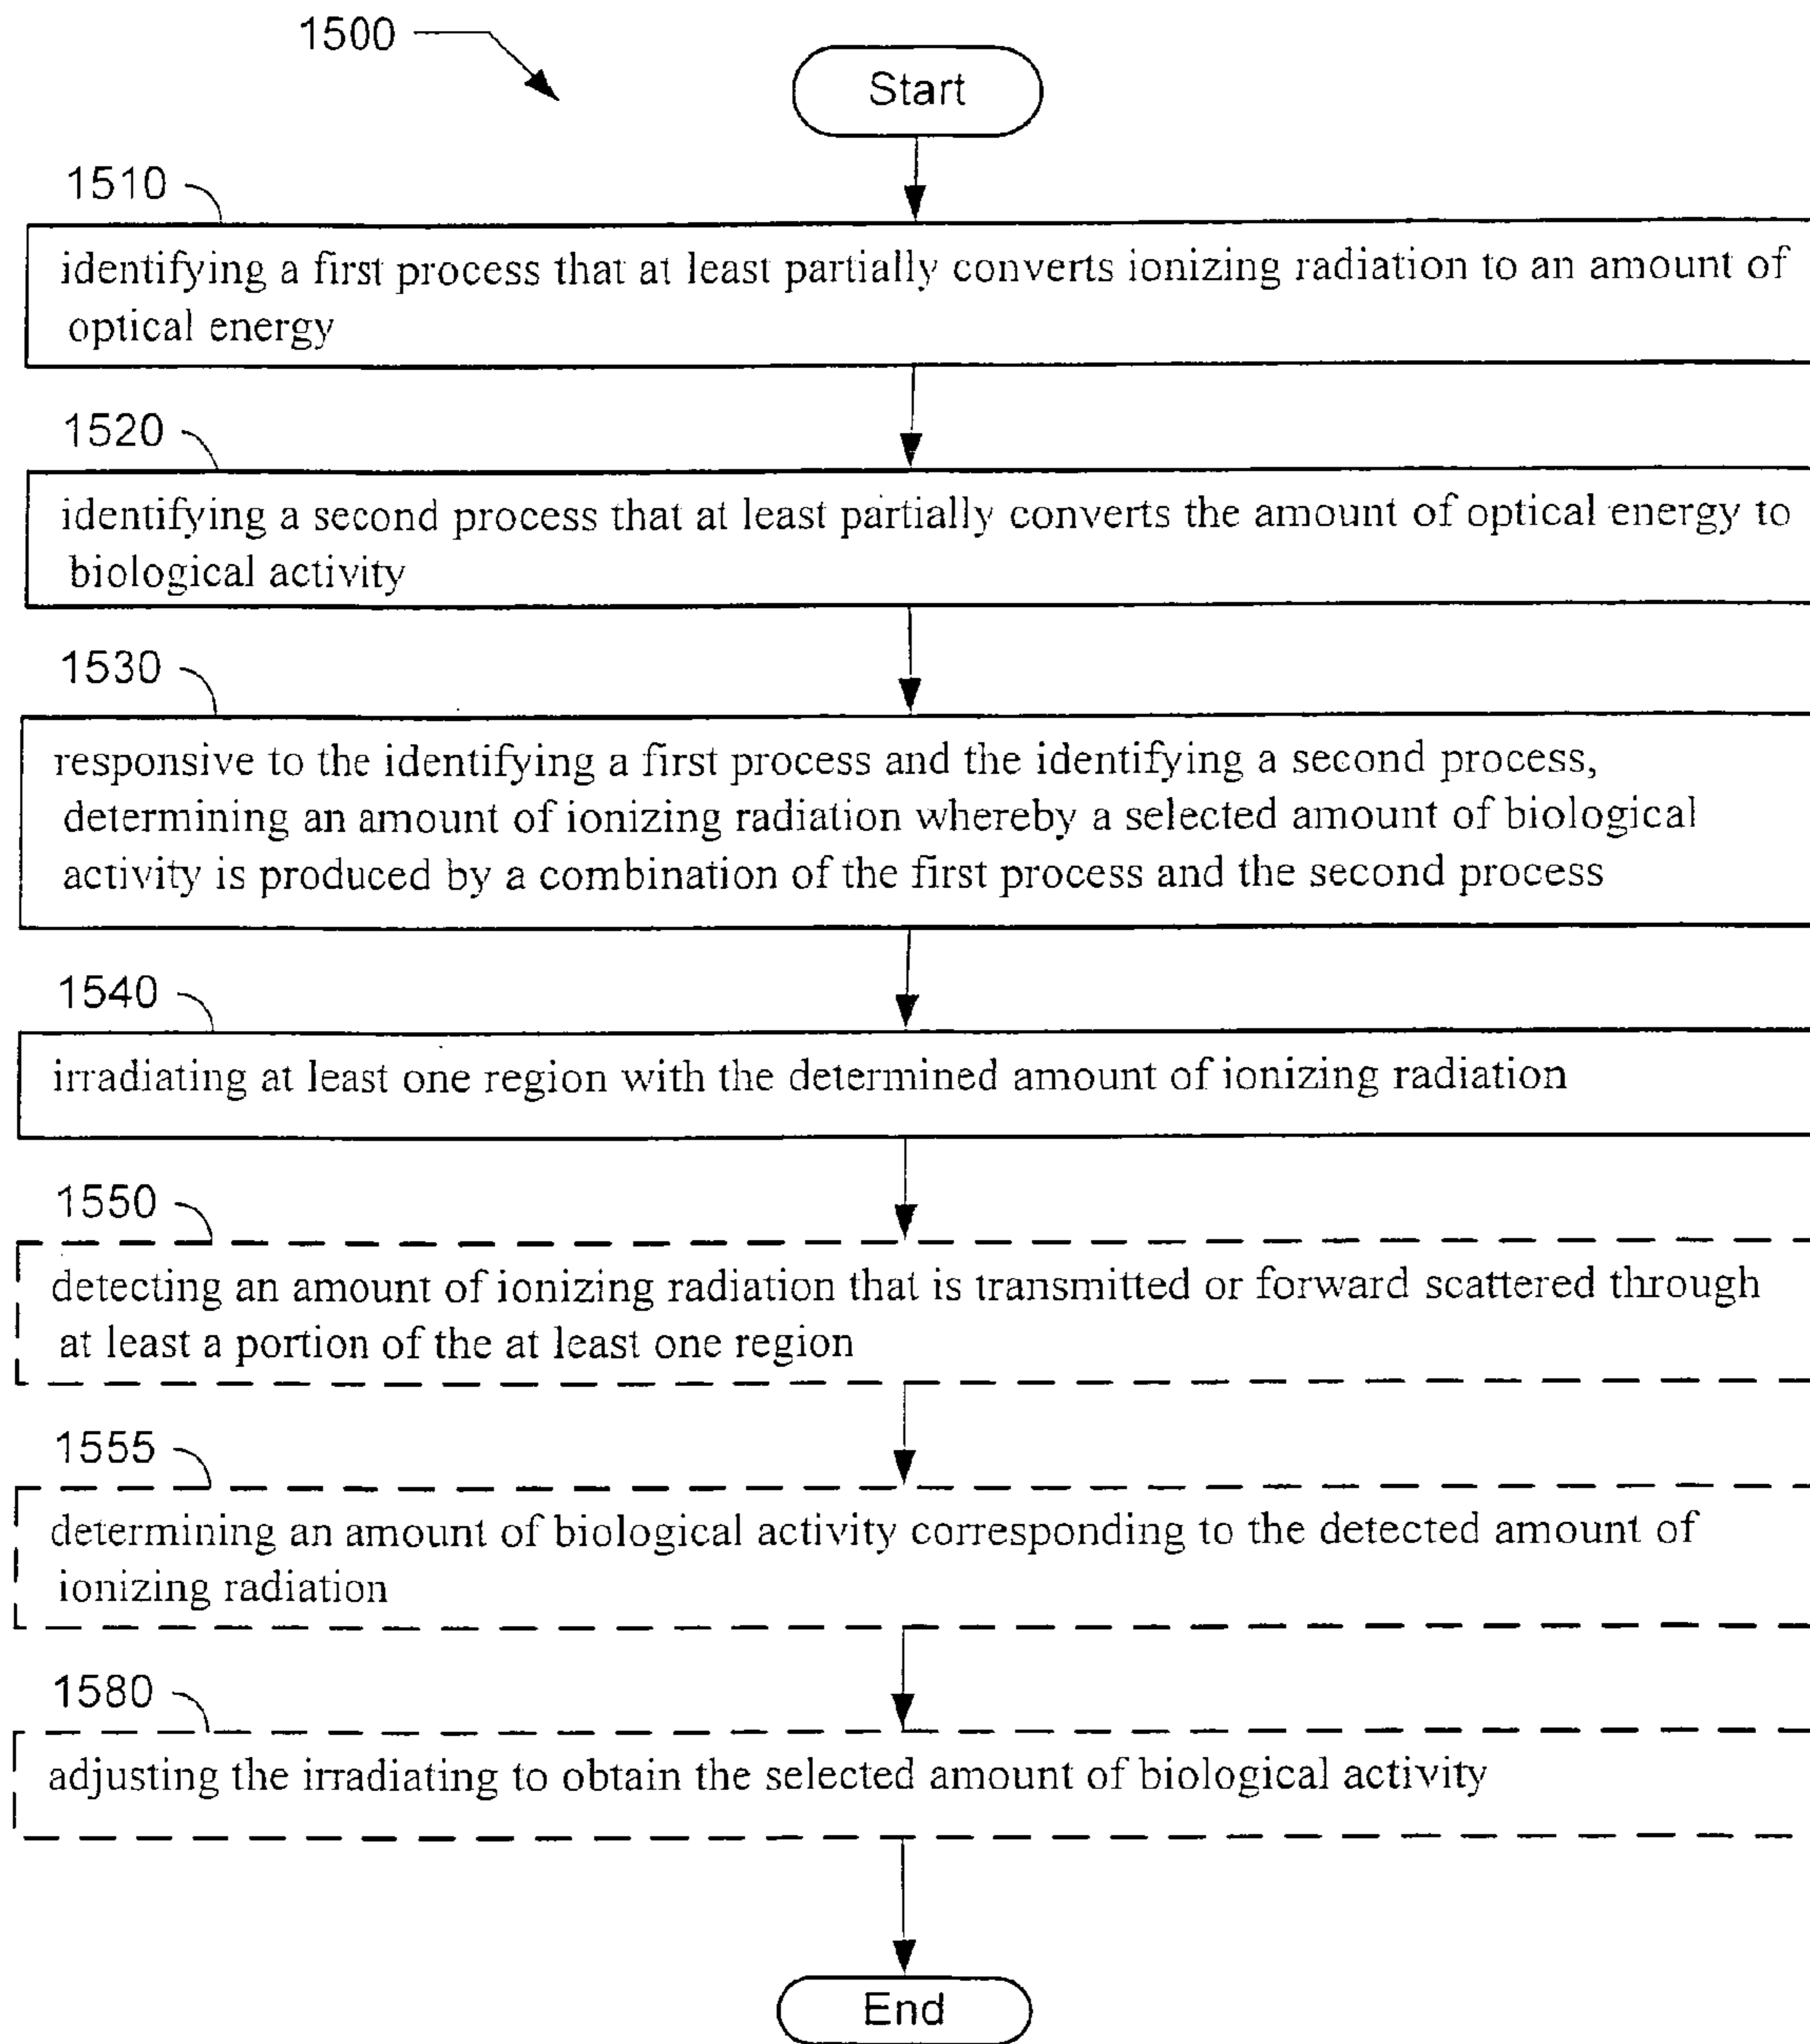 1500
Start
1510
identifying a first process that at least partially converts ionizing radiation to an amount of
optical energy
1520
identifying a second process that at least partially converts the amount of optical energy to
biological activity
1530
responsive to the identifying a first process and the identifying a second process,
determining an amount of ionizing radiation whereby a selected amount of biological
activity is produced by a combination of the first process and the second process
1540
irradiating at least one region with the determined amount of ionizing radiation
1550
detecting an amount of ionizing radiation that is transmitted or forward scattered through
at least a portion of the at least one region
1555
determining an amount of biological activity corresponding to the detected amount of
ionizing radiation
1580
adjusting the irradiating to obtain the selected amount of biological activity
End